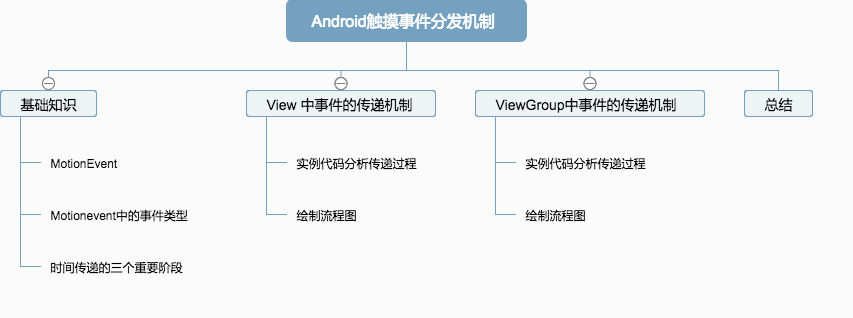 Android触摸事件分发机制
基础知识
View 中事件的传递机制
ViewGroup中事件的传递机制
总结
MotionEvent
实例代码分析传递过程
实例代码分析传递过程
Motionevent中的事件类型
绘制流程图
绘制流程图
时间传递的三个重要阶段